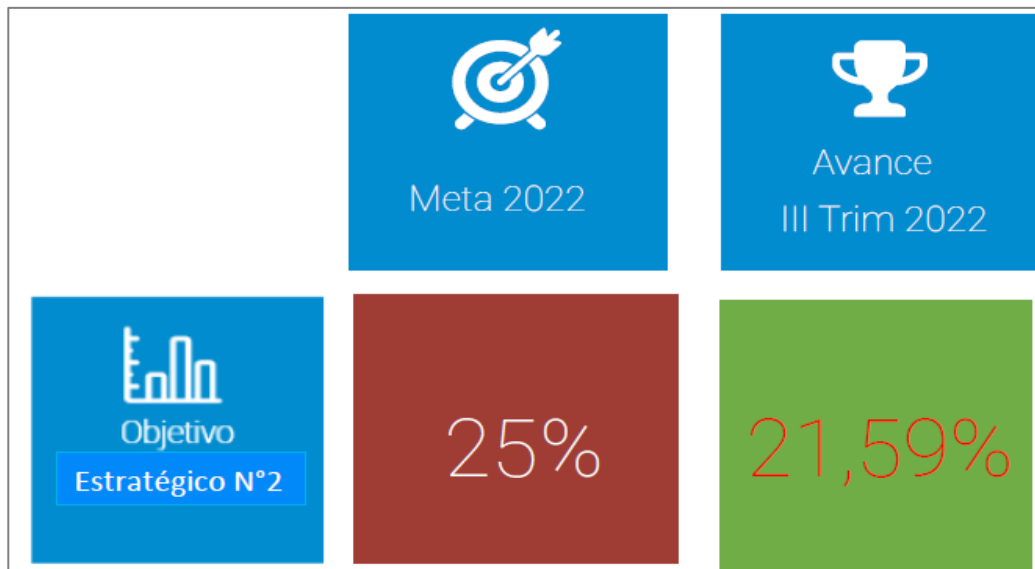 Meta 2022
Avance
III Trim 2022
Objetivo
Estratégico N°2
25%
21,59%